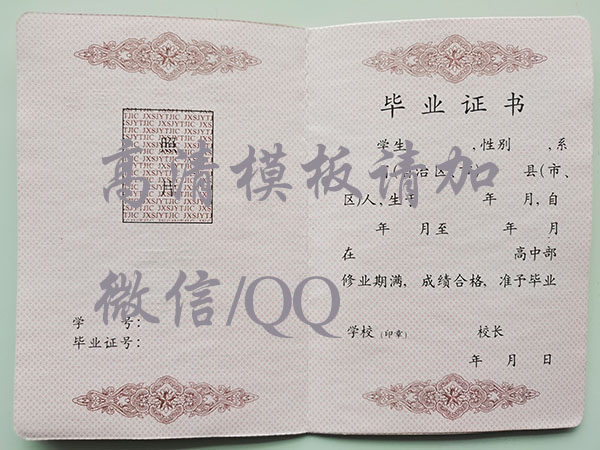 JXSJYTJIC
照
片
学 号:
毕业证号:
毕业证书
学生 ,性别 ,系
治区 县(市、
区)人,生于 年 月,自
年 月至 年 月
在 高中部
修业期满, 成绩合格, 准予毕业
学校(印章) 校长
年 月 日
高清模板请加
微信/QQ